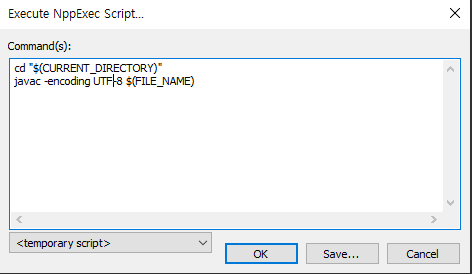 Execute NppExec Script...
Command(s):
cd "$(CURRENT_DIRECTORY)"
javac -encoding UTF-8 $(FILE_NAME)
<temporary script>
OK
Save...
Cancel